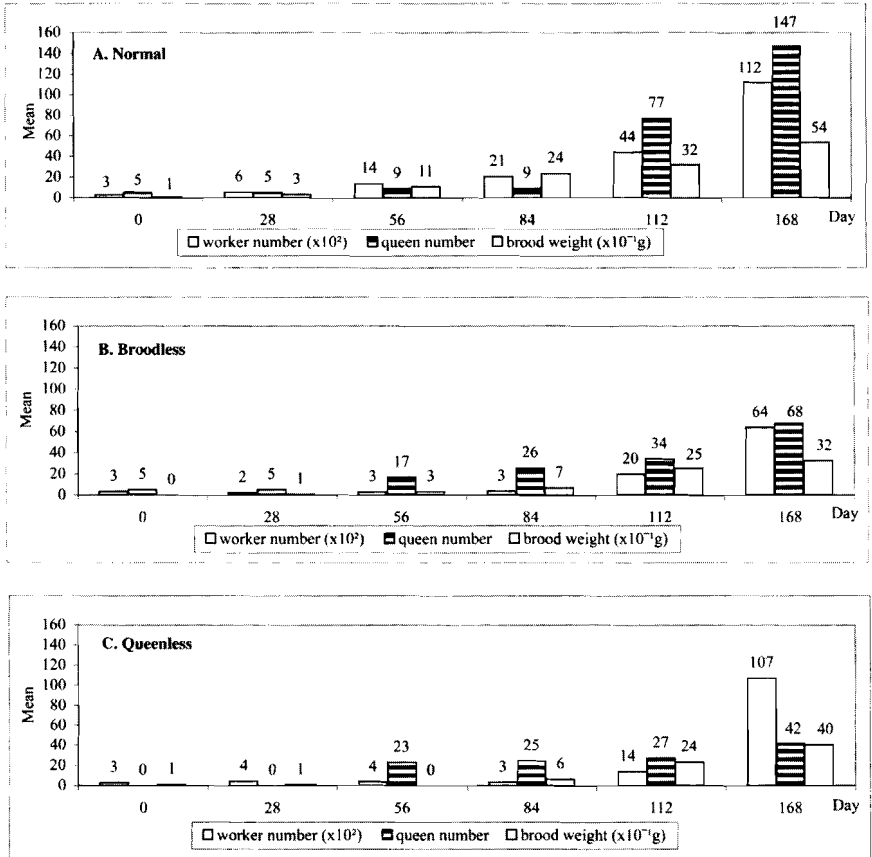 A. Normal
Mean
160
140
120
100
80
60
40
20
0
3 5 1
6 5 3
14 9 11
21 9 24
44 77 32
112 147 54
0 28 56 84 112 168 Day
worker number (x10²) queen number brood weight (x10⁻¹g)
B. Broodless
Mean
160
140
120
100
80
60
40
20
0
3 5 0
2 5 1
3 17 3
3 26 7
20 34 25
64 68 32
0 28 56 84 112 168 Day
worker number (x10²) queen number brood weight (x10⁻¹g)
C. Queenless
Mean
160
140
120
100
80
60
40
20
0
3 0 1
4 0 1
4 23 0
3 25 6
14 27 24
107 42 40
0 28 56 84 112 168 Day
worker number (x10²) queen number brood weight (x10⁻¹g)